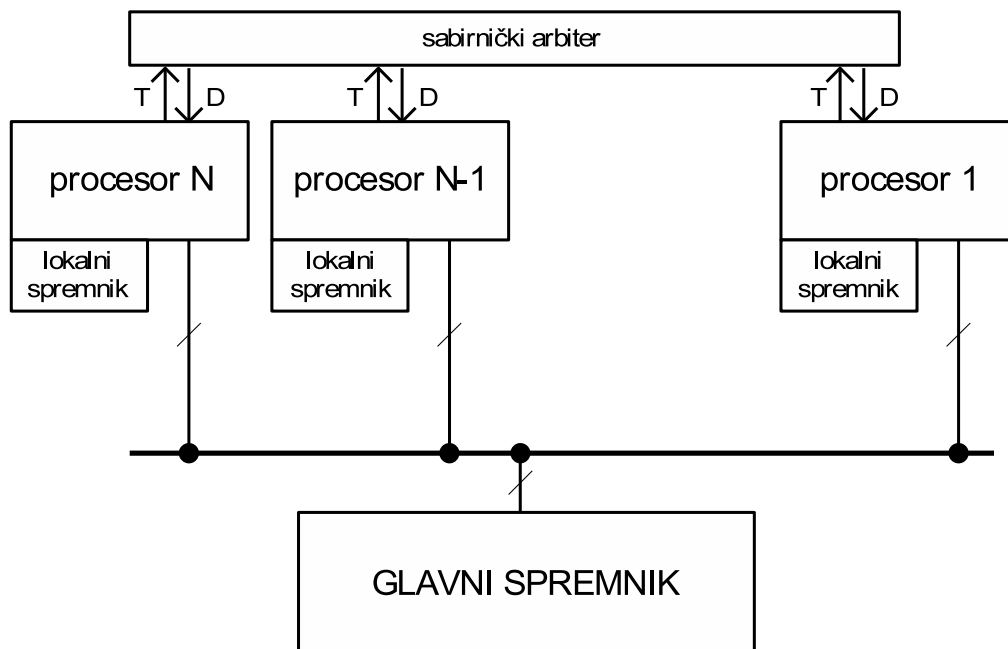 sabirnički arbiter
T
D
T
D
T
D
procesor N
procesor N-1
procesor 1
lokalni
spremnik
lokalni
spremnik
lokalni
spremnik
GLAVNI SPREMNIK